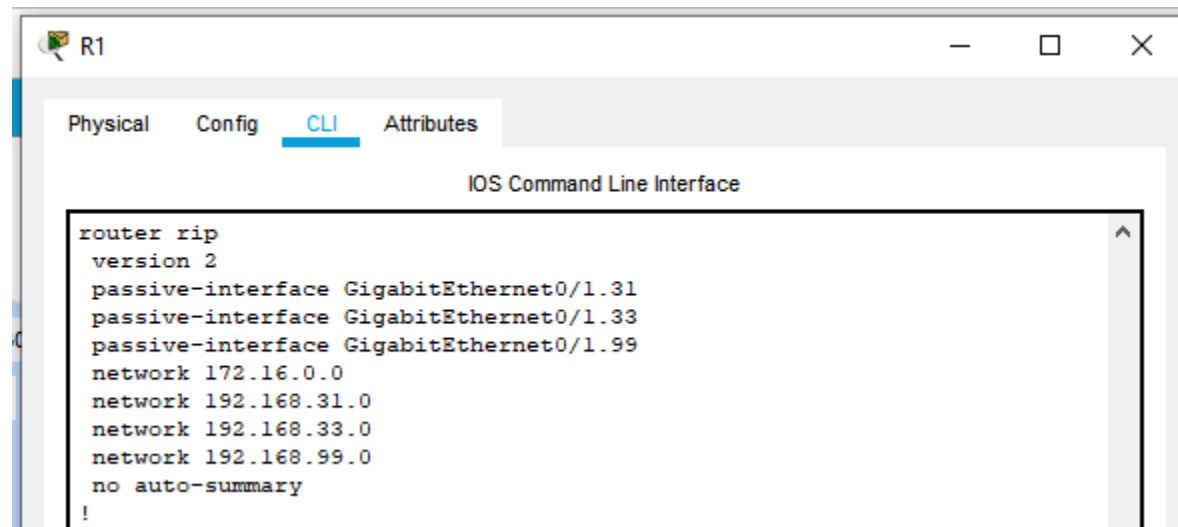 R1
Physical Config CLI Attributes
IOS Command Line Interface
router rip
version 2
passive-interface GigabitEthernet0/1.31
passive-interface GigabitEthernet0/1.33
passive-interface GigabitEthernet0/1.99
network 172.16.0.0
network 192.168.31.0
network 192.168.33.0
network 192.168.99.0
no auto-summary
!